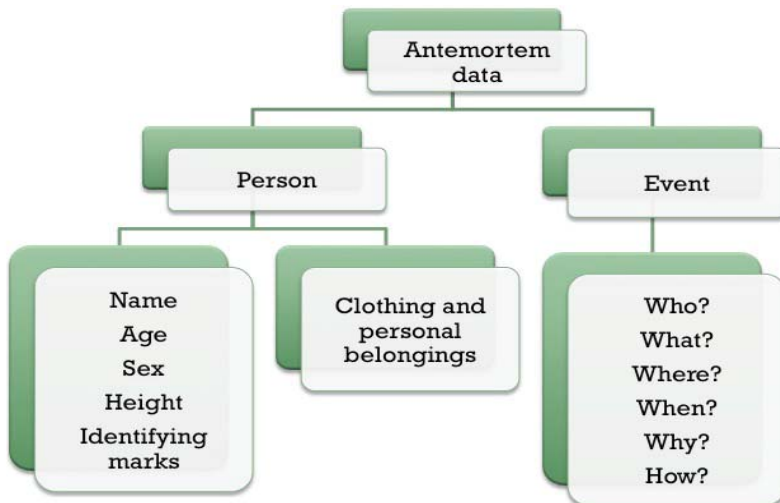 Antemortem
data
Person
Event
Name
Age
Sex
Height
Identifying
marks
Clothing and
personal
belongings
Who?
What?
Where?
When?
Why?
How?